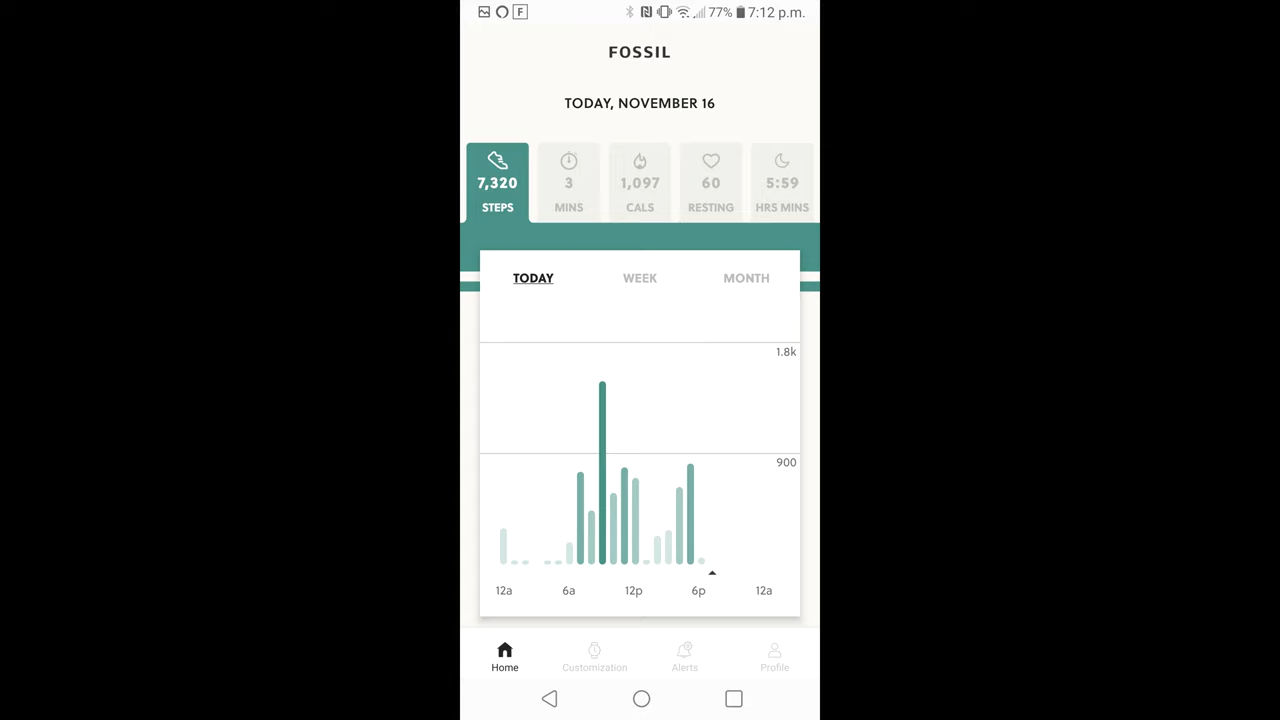 F 77% 7:12 p.m.
FOSSIL
TODAY, NOVEMBER 16
7,320 3 1,097 60 5:59
STEPS MINS CALS RESTING HRS MINS
TODAY WEEK MONTH
1.8k
900
12a 6a 12p 6p 12a
Home Customization Alerts Profile